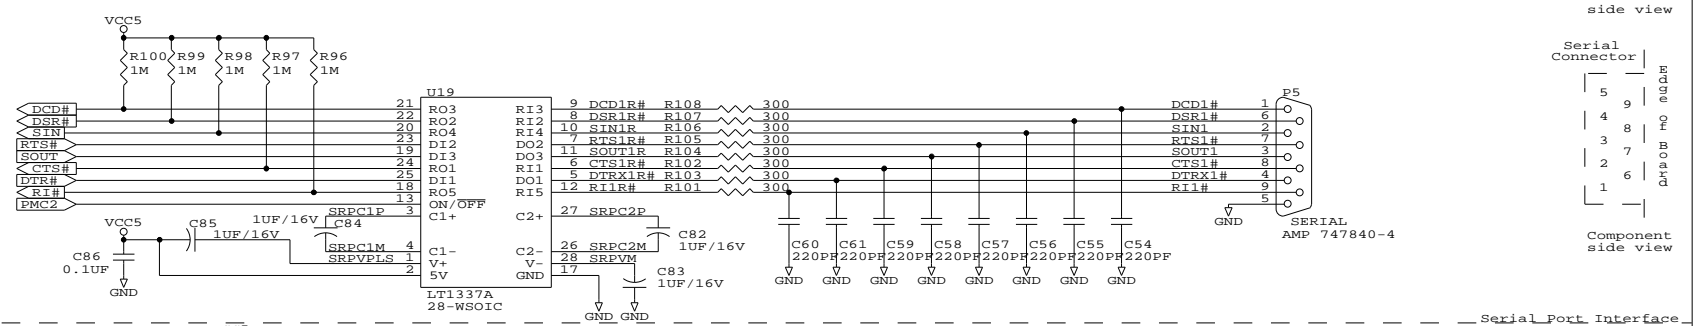 side view
VCC5
R100 R99 R98 R97 R96
1M 1M 1M 1M 1M
Serial
Connector
Edge of Board
5
9
4
8
3
7
2
6
1
Component
side view
U19
DCD# 21 RO3 RI3 9 DCD1R# R108 300 DCD1# 1 P5
DSR# 22 RO2 RI2 8 DSR1R# R107 300 DSR1# 6
SIN 20 RO4 RI4 10 SIN1R R106 300 SIN1 2
RTS# 23 DI2 DO2 7 RTS1R# R105 300 RTS1# 7
SOUT 19 DI3 DO3 11 SOUT1R R104 300 SOUT1 3
CTS# 24 RO1 RI1 6 CTS1R# R102 300 CTS1# 8
DTR# 25 DI1 DO1 5 DTRX1R# R103 300 DTRX1# 4
RI# 18 RO5 RI5 12 RI1R# R101 300 RI1# 9
PMC2 13 ON/OFF 5
GND
SERIAL
AMP 747840-4
VCC5
C85
1UF/16V
1UF/16V
C84
SRPC1P 3 C1+ C2+ 27 SRPC2P
C82
1UF/16V
SRPC1M 4 C1- C2- 26 SRPC2M
SRPVPLS 1 V+ V- 28 SRPVM
2 5V GND 17
C86
0.1UF
GND
C83
1UF/16V
LT1337A
28-WSOIC
GND GND
C60 C61 C59 C58 C57 C56 C55 C54
220PF 220PF 220PF 220PF 220PF 220PF 220PF 220PF
GND GND GND GND GND GND GND GND
Serial Port Interface